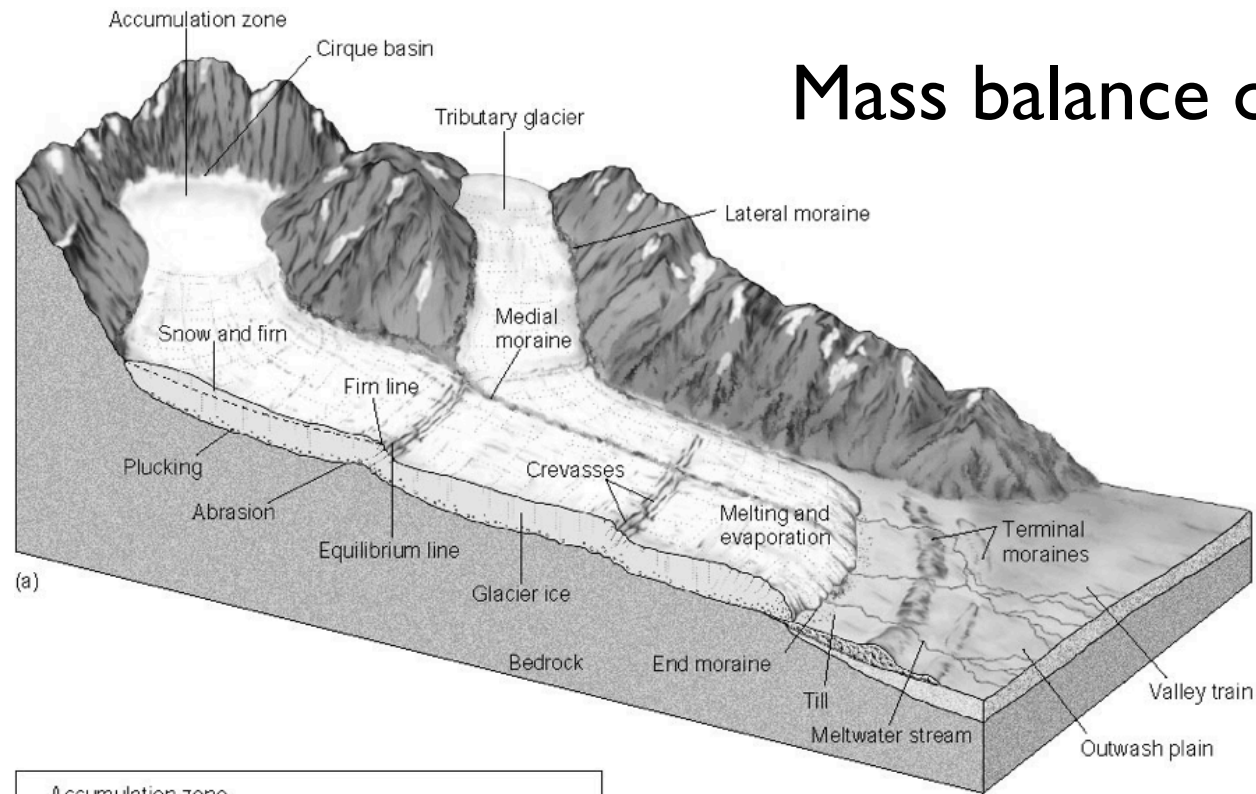 Accumulation zone
Cirque basin
Mass balance o
Tributary glacier
Lateral moraine
Snow and firn
Medial
moraine
Firn line
Plucking
Crevasses
Abrasion
Melting and
evaporation
Terminal
moraines
Equilibrium line
(a)
Glacier ice
End moraine
Bedrock
Till
Valley train
Meltwater stream
Outwash plain
Accumulation zone